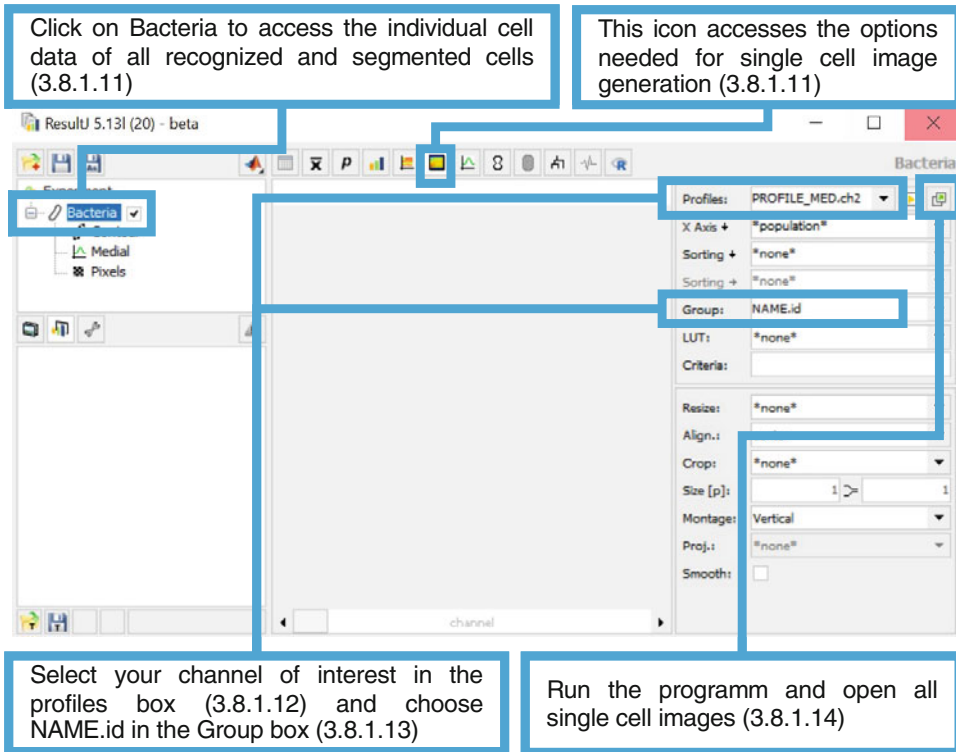 Click on Bacteria to access the individual cell
data of all recognized and segmented cells
(3.8.1.11)
This icon accesses the options
needed for single cell image
generation (3.8.1.11)
ResultJ 5.13l (20) - beta
Bacteria
Experiment
Bacteria
Medial
Pixels
Profiles: PROFILE_MED.ch2
X Axis *population*
Sorting *none*
Sorting *none*
Group: NAME.id
LUT: *none*
Criteria:
Resize: *none*
Align.:
Crop: *none*
Size [p]: 1 1
Montage: Vertical
Proj.: *none*
Smooth:
channel
Select your channel of interest in the
profiles box (3.8.1.12) and choose
NAME.id in the Group box (3.8.1.13)
Run the programm and open all
single cell images (3.8.1.14)